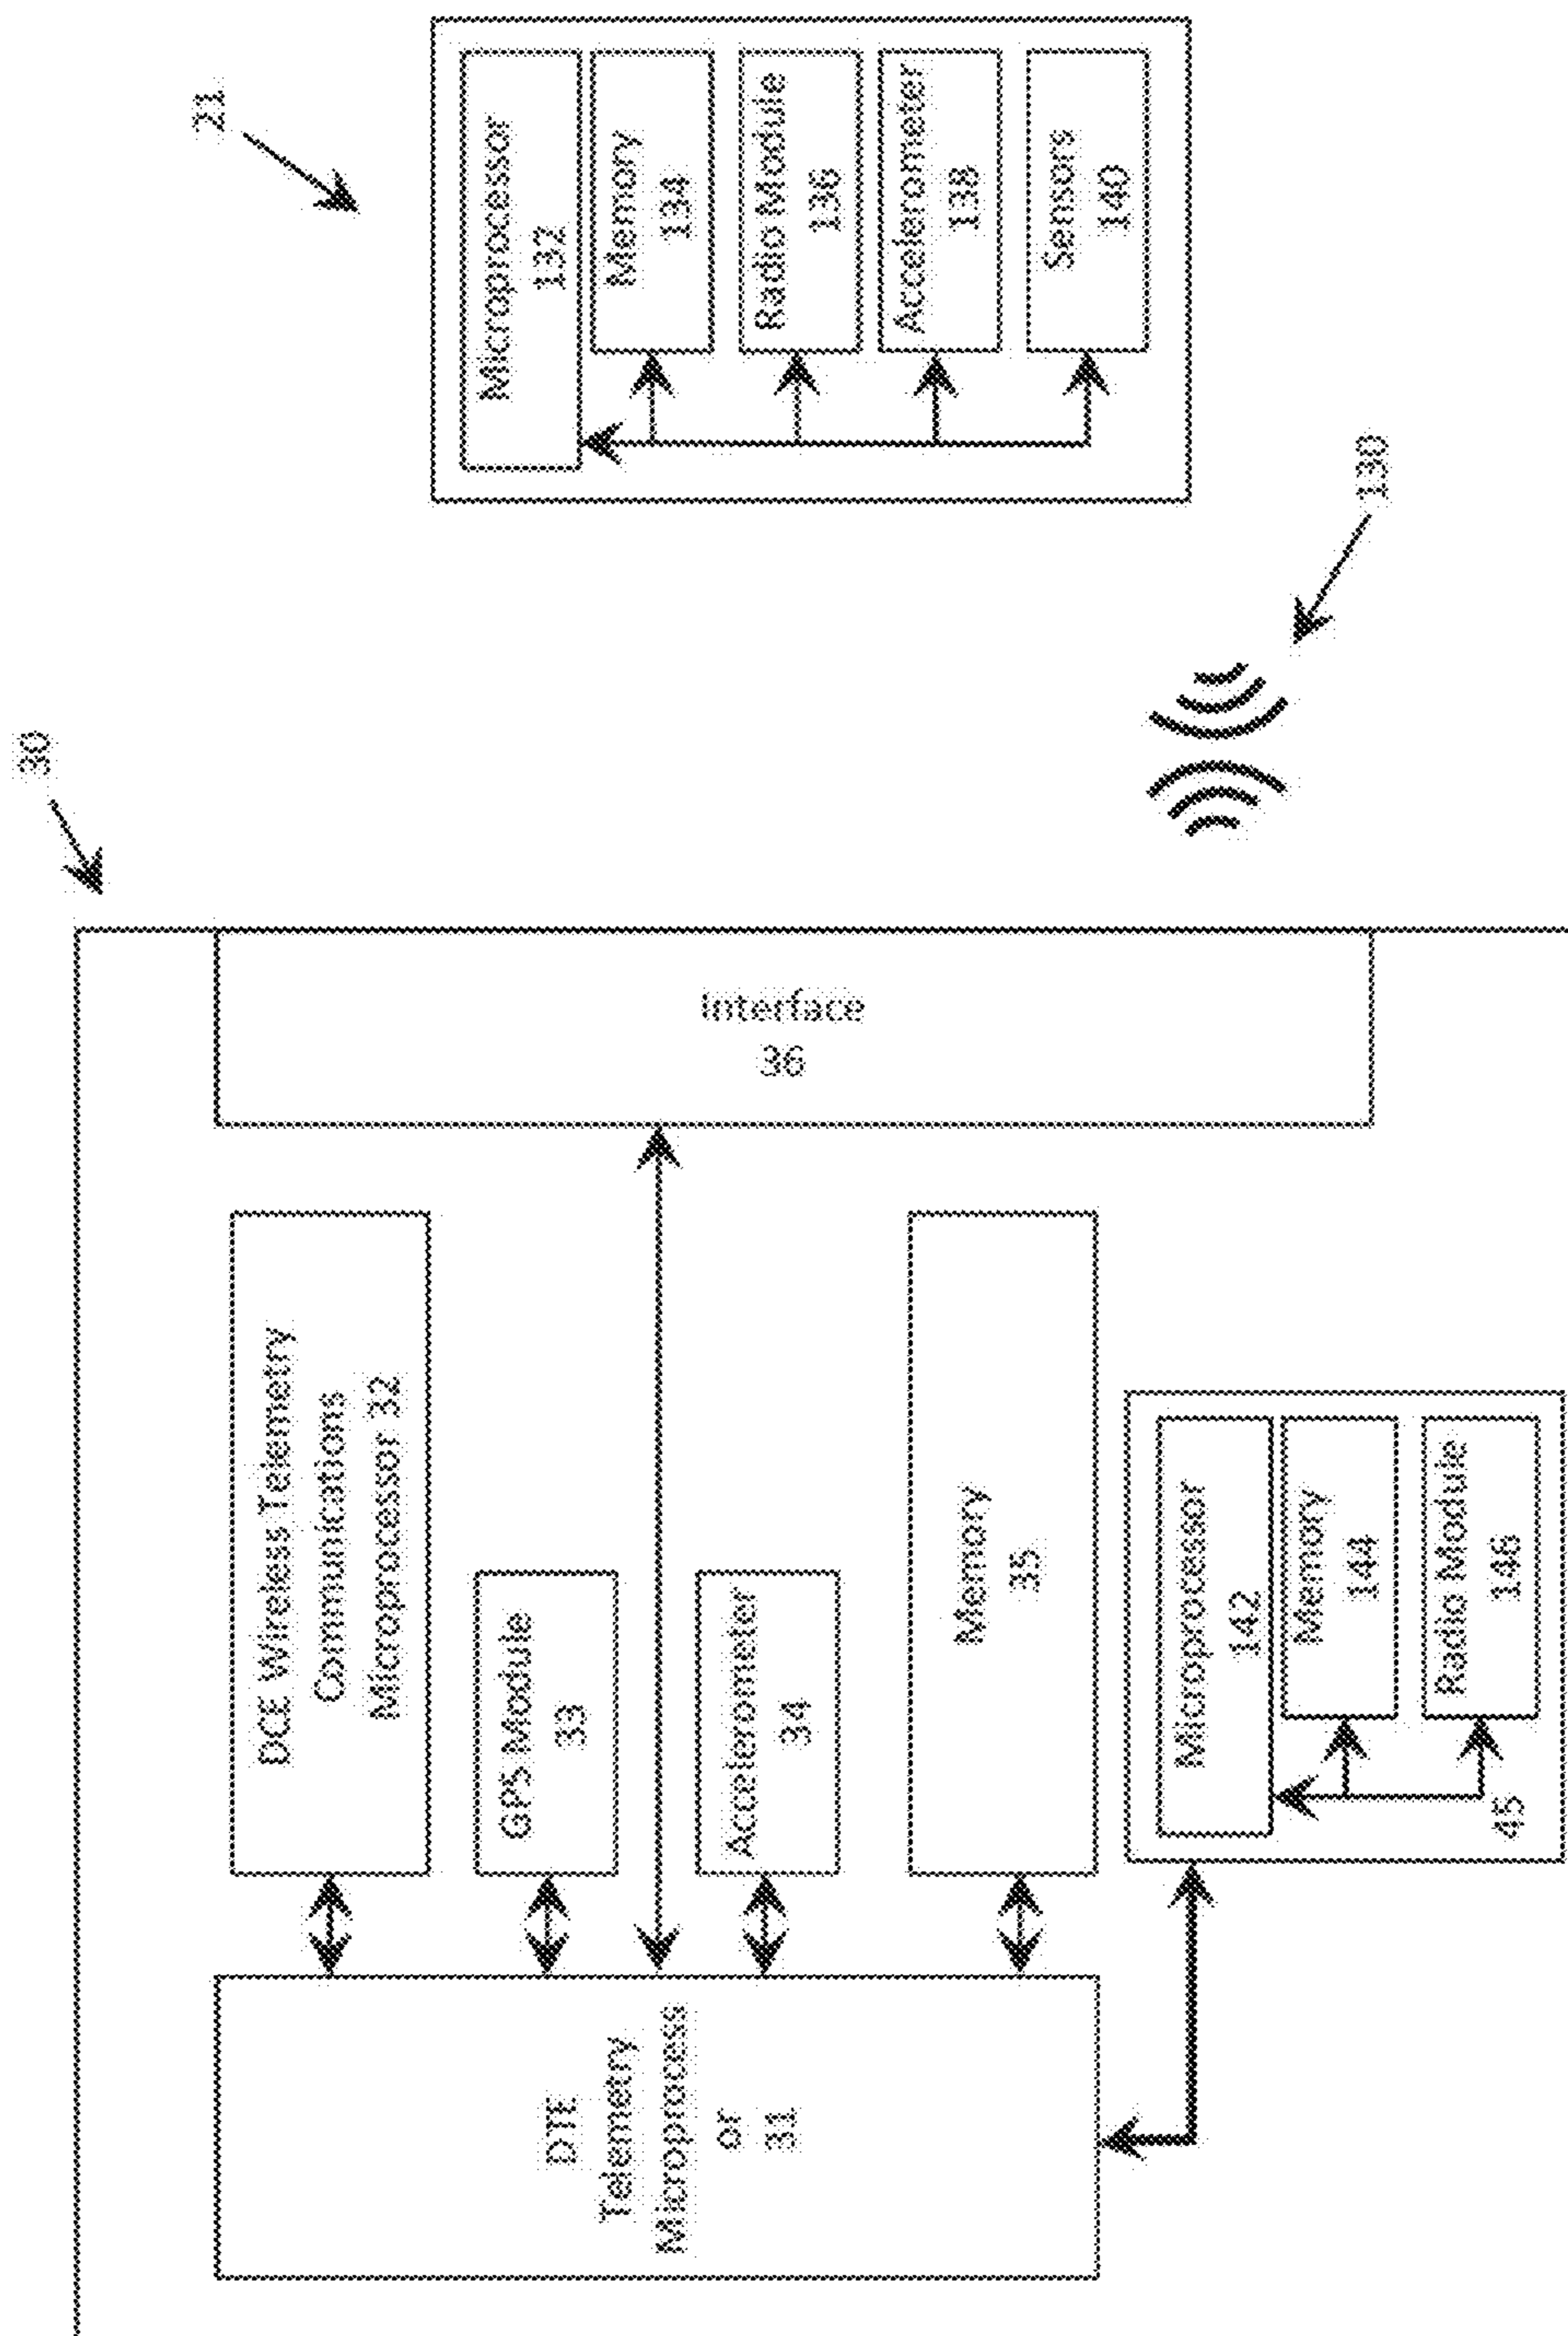 30
21
DTE
Telemetry
Microprocess
or
31
DCE Wireless Telemetry
Communications
Microprocessor 32
GPS Module
33
Accelerometer
34
Memory
35
Interface
36
Microprocessor
142
Memory
144
Radio Module
146
45
Microprocessor
132
Memory
134
Radio Module
136
Accelerometer
138
Sensors
140
130